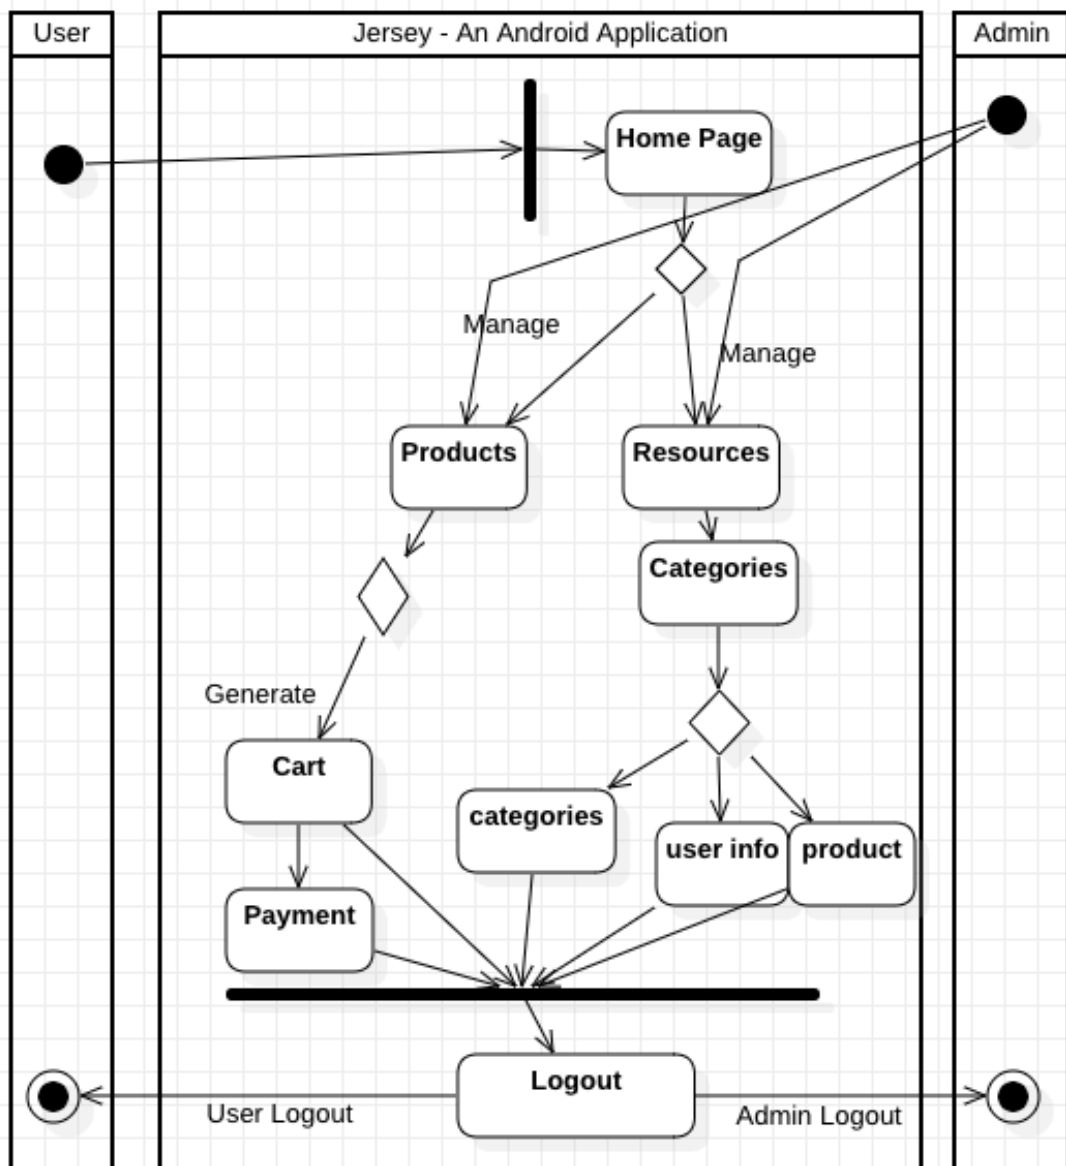 User
Jersey - An Android Application
Admin
Home Page
Manage
Manage
Products
Resources
Categories
Generate
Cart
categories
user info
product
Payment
Logout
User Logout
Admin Logout